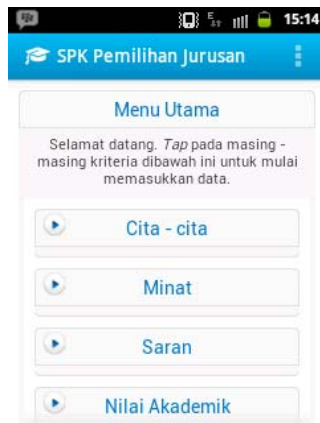 15:14
SPK Pemilihan Jurusan
Menu Utama
Selamat datang. Tap pada masing -
masing kriteria dibawah ini untuk mulai
memasukkan data.
Cita - cita
Minat
Saran
Nilai Akademik